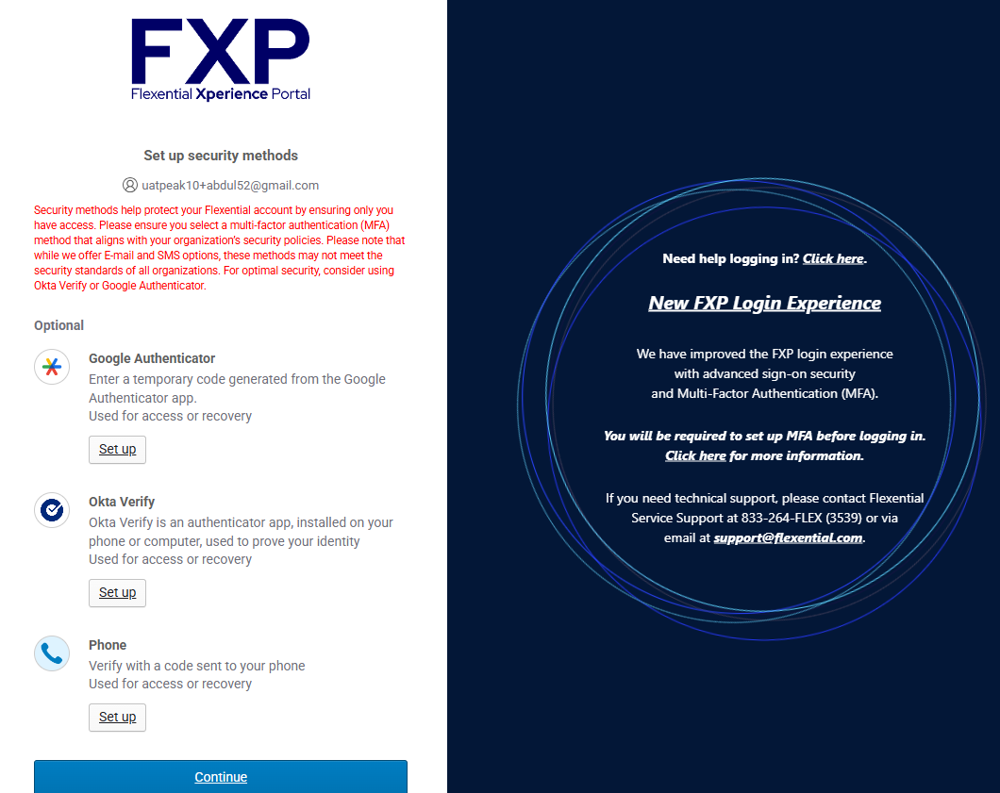 FXP
Flexential Xperience Portal
Set up security methods
uatpeak10+abdul52@gmail.com
Security methods help protect your Flexential account by ensuring only you
have access. Please ensure you select a multi-factor authentication (MFA)
method that aligns with your organization's security policies. Please note that
while we offer E-mail and SMS options, these methods may not meet the
security standards of all organizations. For optimal security, consider using
Okta Verify or Google Authenticator.
Optional
Google Authenticator
Enter a temporary code generated from the Google
Authenticator app.
Used for access or recovery
Set up
Okta Verify
Okta Verify is an authenticator app, installed on your
phone or computer, used to prove your identity
Used for access or recovery
Set up
Phone
Verify with a code sent to your phone
Used for access or recovery
Set up
Continue
Need help logging in? Click here.
New FXP Login Experience
We have improved the FXP login experience
with advanced sign-on security
and Multi-Factor Authentication (MFA).
You will be required to set up MFA before logging in.
Click here for more information.
If you need technical support, please contact Flexential
Service Support at 833-264-FLEX (3539) or via
email at support@flexential.com.